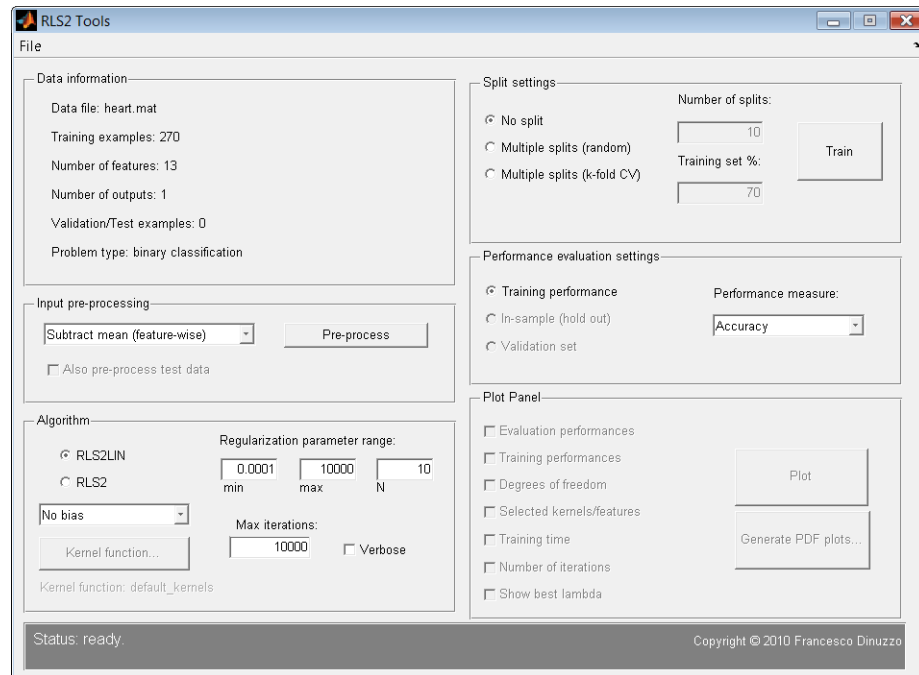 RLS2 Tools
File
Data information
Data file: heart.mat
Training examples: 270
Number of features: 13
Number of outputs: 1
Validation/Test examples: 0
Problem type: binary classification
Input pre-processing
Subtract mean (feature-wise)
Pre-process
Also pre-process test data
Algorithm
RLS2LIN
RLS2
No bias
Kernel function...
Kernel function: default_kernels
Regularization parameter range:
0.0001 10000 10
min max N
Max iterations:
10000
Verbose
Split settings
No split
Multiple splits (random)
Multiple splits (k-fold CV)
Number of splits:
10
Training set %:
70
Train
Performance evaluation settings
Training performance
In-sample (hold out)
Validation set
Performance measure:
Accuracy
Plot Panel
Evaluation performances
Training performances
Degrees of freedom
Selected kernels/features
Training time
Number of iterations
Show best lambda
Plot
Generate PDF plots...
Status: ready.
Copyright © 2010 Francesco Dinuzzo